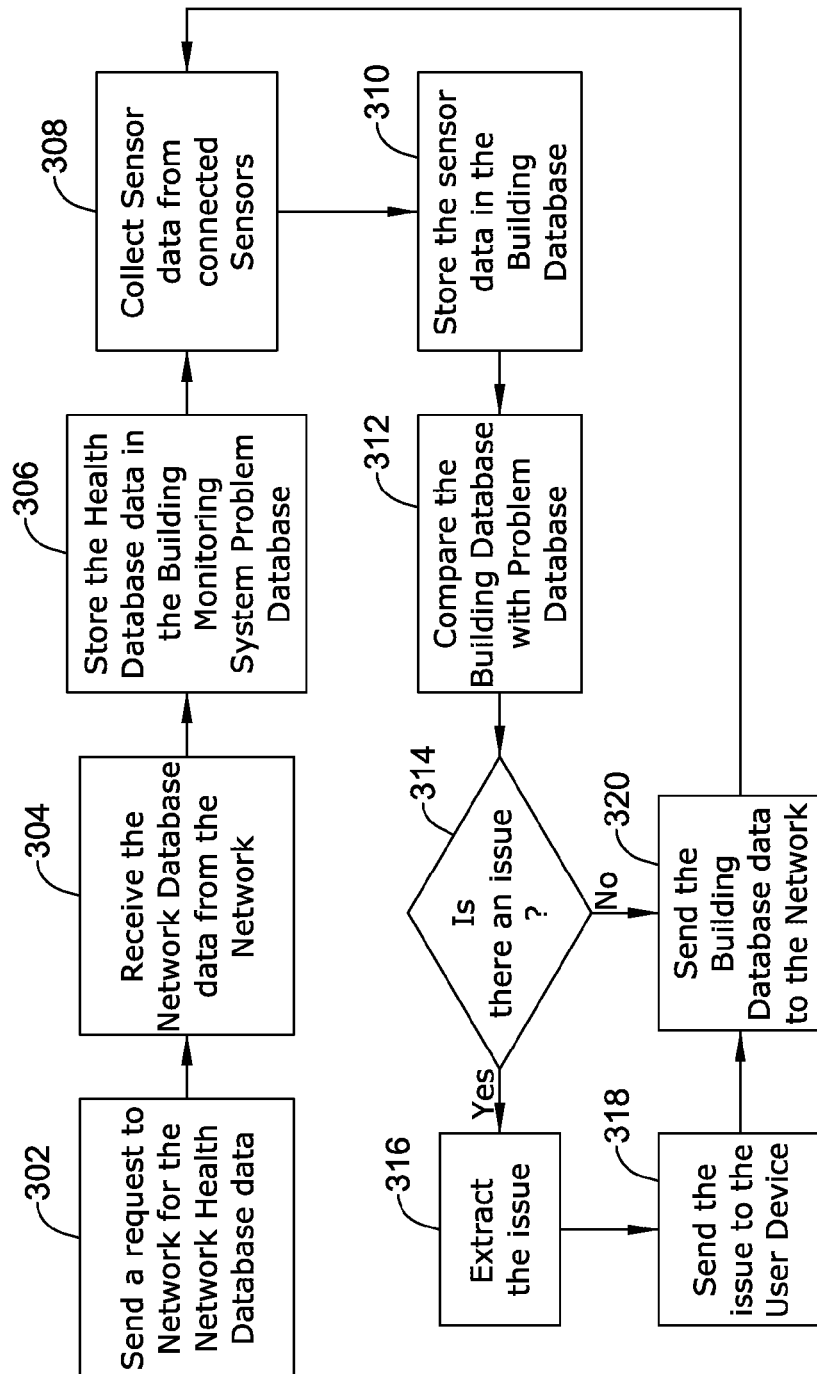 302
Send a request to
Network for the
Network Health
Database data
304
Receive the
Network Database
data from the
Network
306
Store the Health
Database data in
the Building
Monitoring
System Problem
Database
308
Collect Sensor
data from
connected
Sensors
310
Store the sensor
data in the
Building
Database
312
Compare the
Building Database
with Problem
Database
314
Is
there an issue
?
Yes
No
316
Extract
the issue
318
Send the
issue to the
User Device
320
Send the
Building
Database data
to the Network